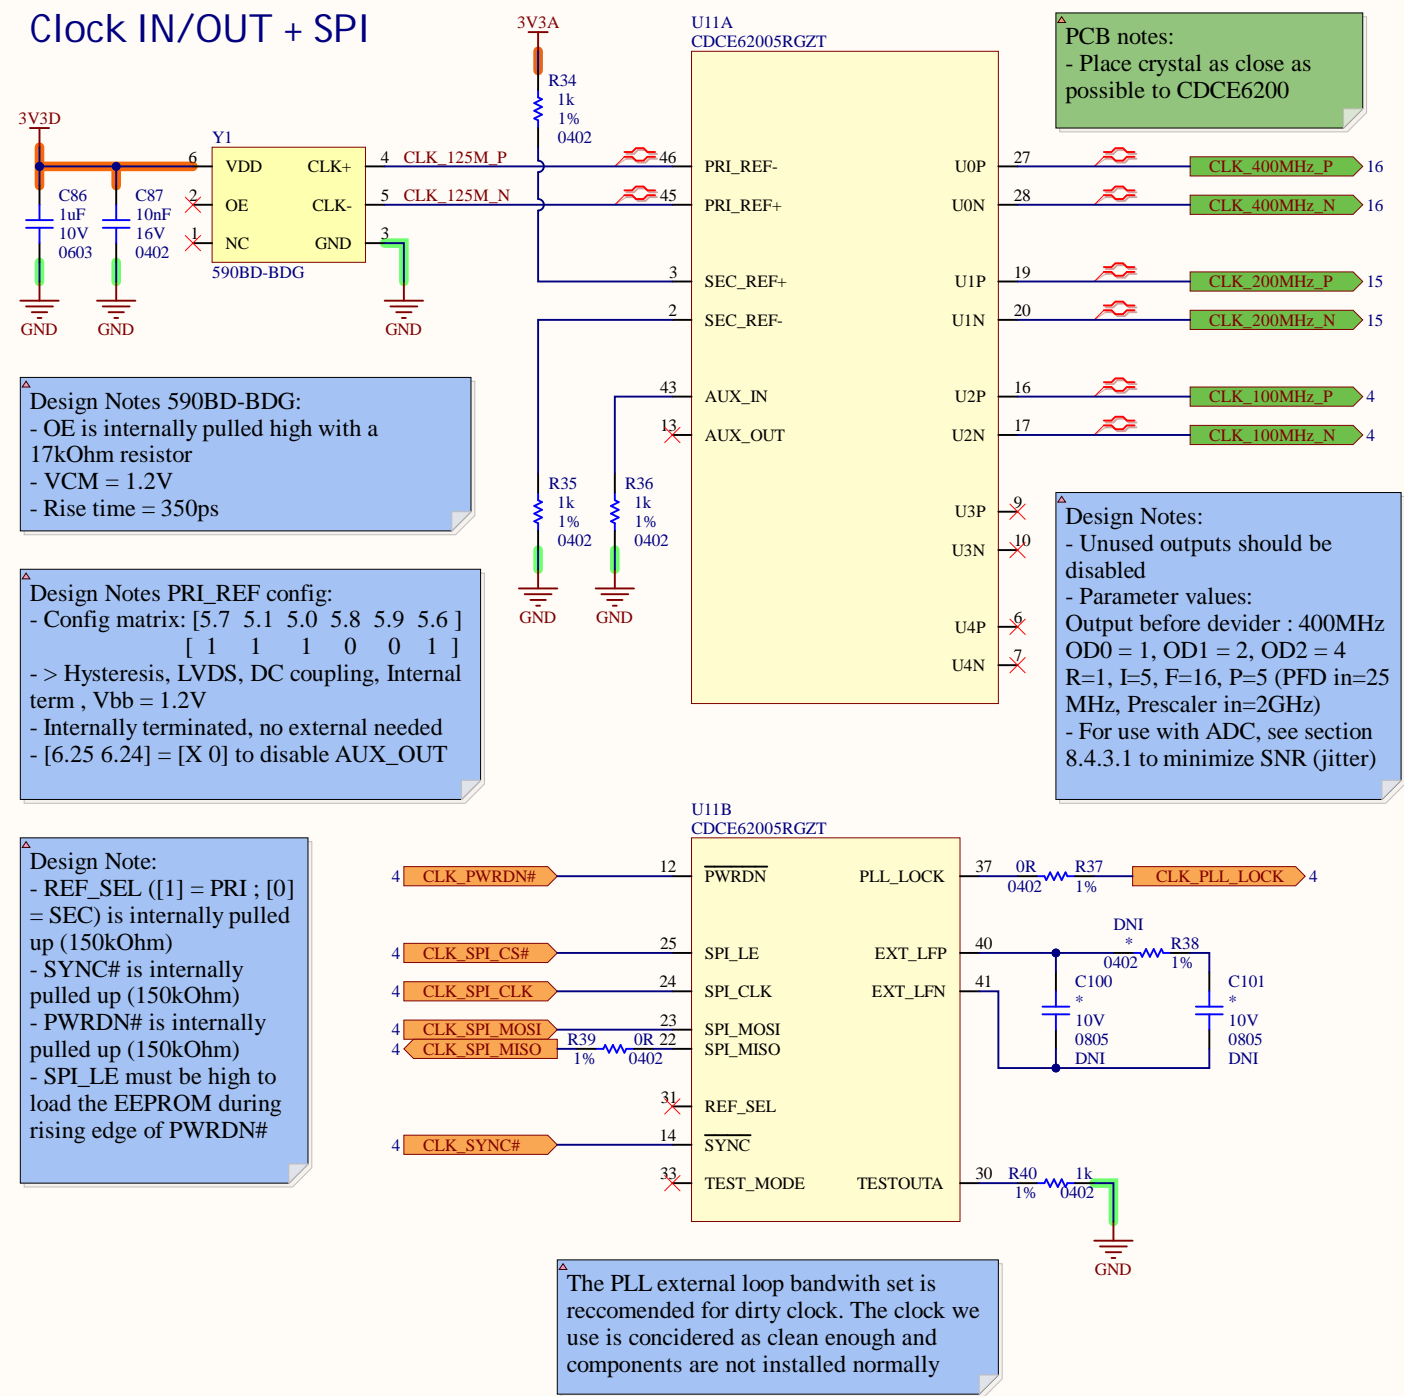 Clock IN/OUT + SPI
3V3D
C86
1uF
10V
0603
GND
C87
10nF
16V
0402
GND
Y1
6 VDD CLK+ 4 CLK_125M_P
2 OE CLK- 5 CLK_125M_N
1 NC GND 3
590BD-BDG
GND
3V3A
R34
1k
1%
0402
U11A
CDCE62005RGZT
46 PRI_REF- U0P 27 CLK_400MHz_P 16
45 PRI_REF+ U0N 28 CLK_400MHz_N 16
3 SEC_REF+ U1P 19 CLK_200MHz_P 15
2 SEC_REF- U1N 20 CLK_200MHz_N 15
43 AUX_IN U2P 16 CLK_100MHz_P 4
13 AUX_OUT U2N 17 CLK_100MHz_N 4
U3P 9
U3N 10
U4P 6
U4N 7
R35
1k
1%
0402
GND
R36
1k
1%
0402
GND
PCB notes:
- Place crystal as close as
possible to CDCE6200
Design Notes 590BD-BDG:
- OE is internally pulled high with a
17kOhm resistor
- VCM = 1.2V
- Rise time = 350ps
Design Notes PRI_REF config:
- Config matrix: [5.7 5.1 5.0 5.8 5.9 5.6 ]
[ 1 1 1 0 0 1 ]
- > Hysteresis, LVDS, DC coupling, Internal
term , Vbb = 1.2V
- Internally terminated, no external needed
- [6.25 6.24] = [X 0] to disable AUX_OUT
Design Notes:
- Unused outputs should be
disabled
- Parameter values:
Output before devider : 400MHz
OD0 = 1, OD1 = 2, OD2 = 4
R=1, I=5, F=16, P=5 (PFD in=25
MHz, Prescaler in=2GHz)
- For use with ADC, see section
8.4.3.1 to minimize SNR (jitter)
Design Note:
- REF_SEL ([1] = PRI ; [0]
= SEC) is internally pulled
up (150kOhm)
- SYNC# is internally
pulled up (150kOhm)
- PWRDN# is internally
pulled up (150kOhm)
- SPI_LE must be high to
load the EEPROM during
rising edge of PWRDN#
U11B
CDCE62005RGZT
4 CLK_PWRDN# 12 PWRDN PLL_LOCK 37 0R 0402 R37 1% CLK_PLL_LOCK 4
4 CLK_SPI_CS# 25 SPI_LE EXT_LFP 40 DNI * 0402 R38 1%
4 CLK_SPI_CLK 24 SPI_CLK EXT_LFN 41
4 CLK_SPI_MOSI 23 SPI_MOSI
4 CLK_SPI_MISO R39 1% 0R 0402 22 SPI_MISO
31 REF_SEL
4 CLK_SYNC# 14 SYNC
33 TEST_MODE TESTOUTA 30 R40 1% 1k 0402
C100
*
10V
0805
DNI
C101
*
10V
0805
DNI
GND
The PLL external loop bandwith set is
reccomended for dirty clock. The clock we
use is concidered as clean enough and
components are not installed normally